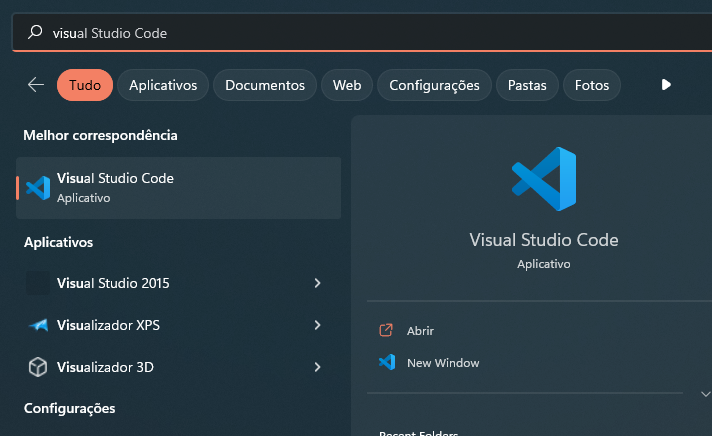 visual Studio Code
Tudo Aplicativos Documentos Web Configurações Pastas Fotos
Melhor correspondência
Visual Studio Code
Aplicativo
Aplicativos
Visual Studio 2015
Visualizador XPS
Visualizador 3D
Configurações
Visual Studio Code
Aplicativo
Abrir
New Window
Recent Folders